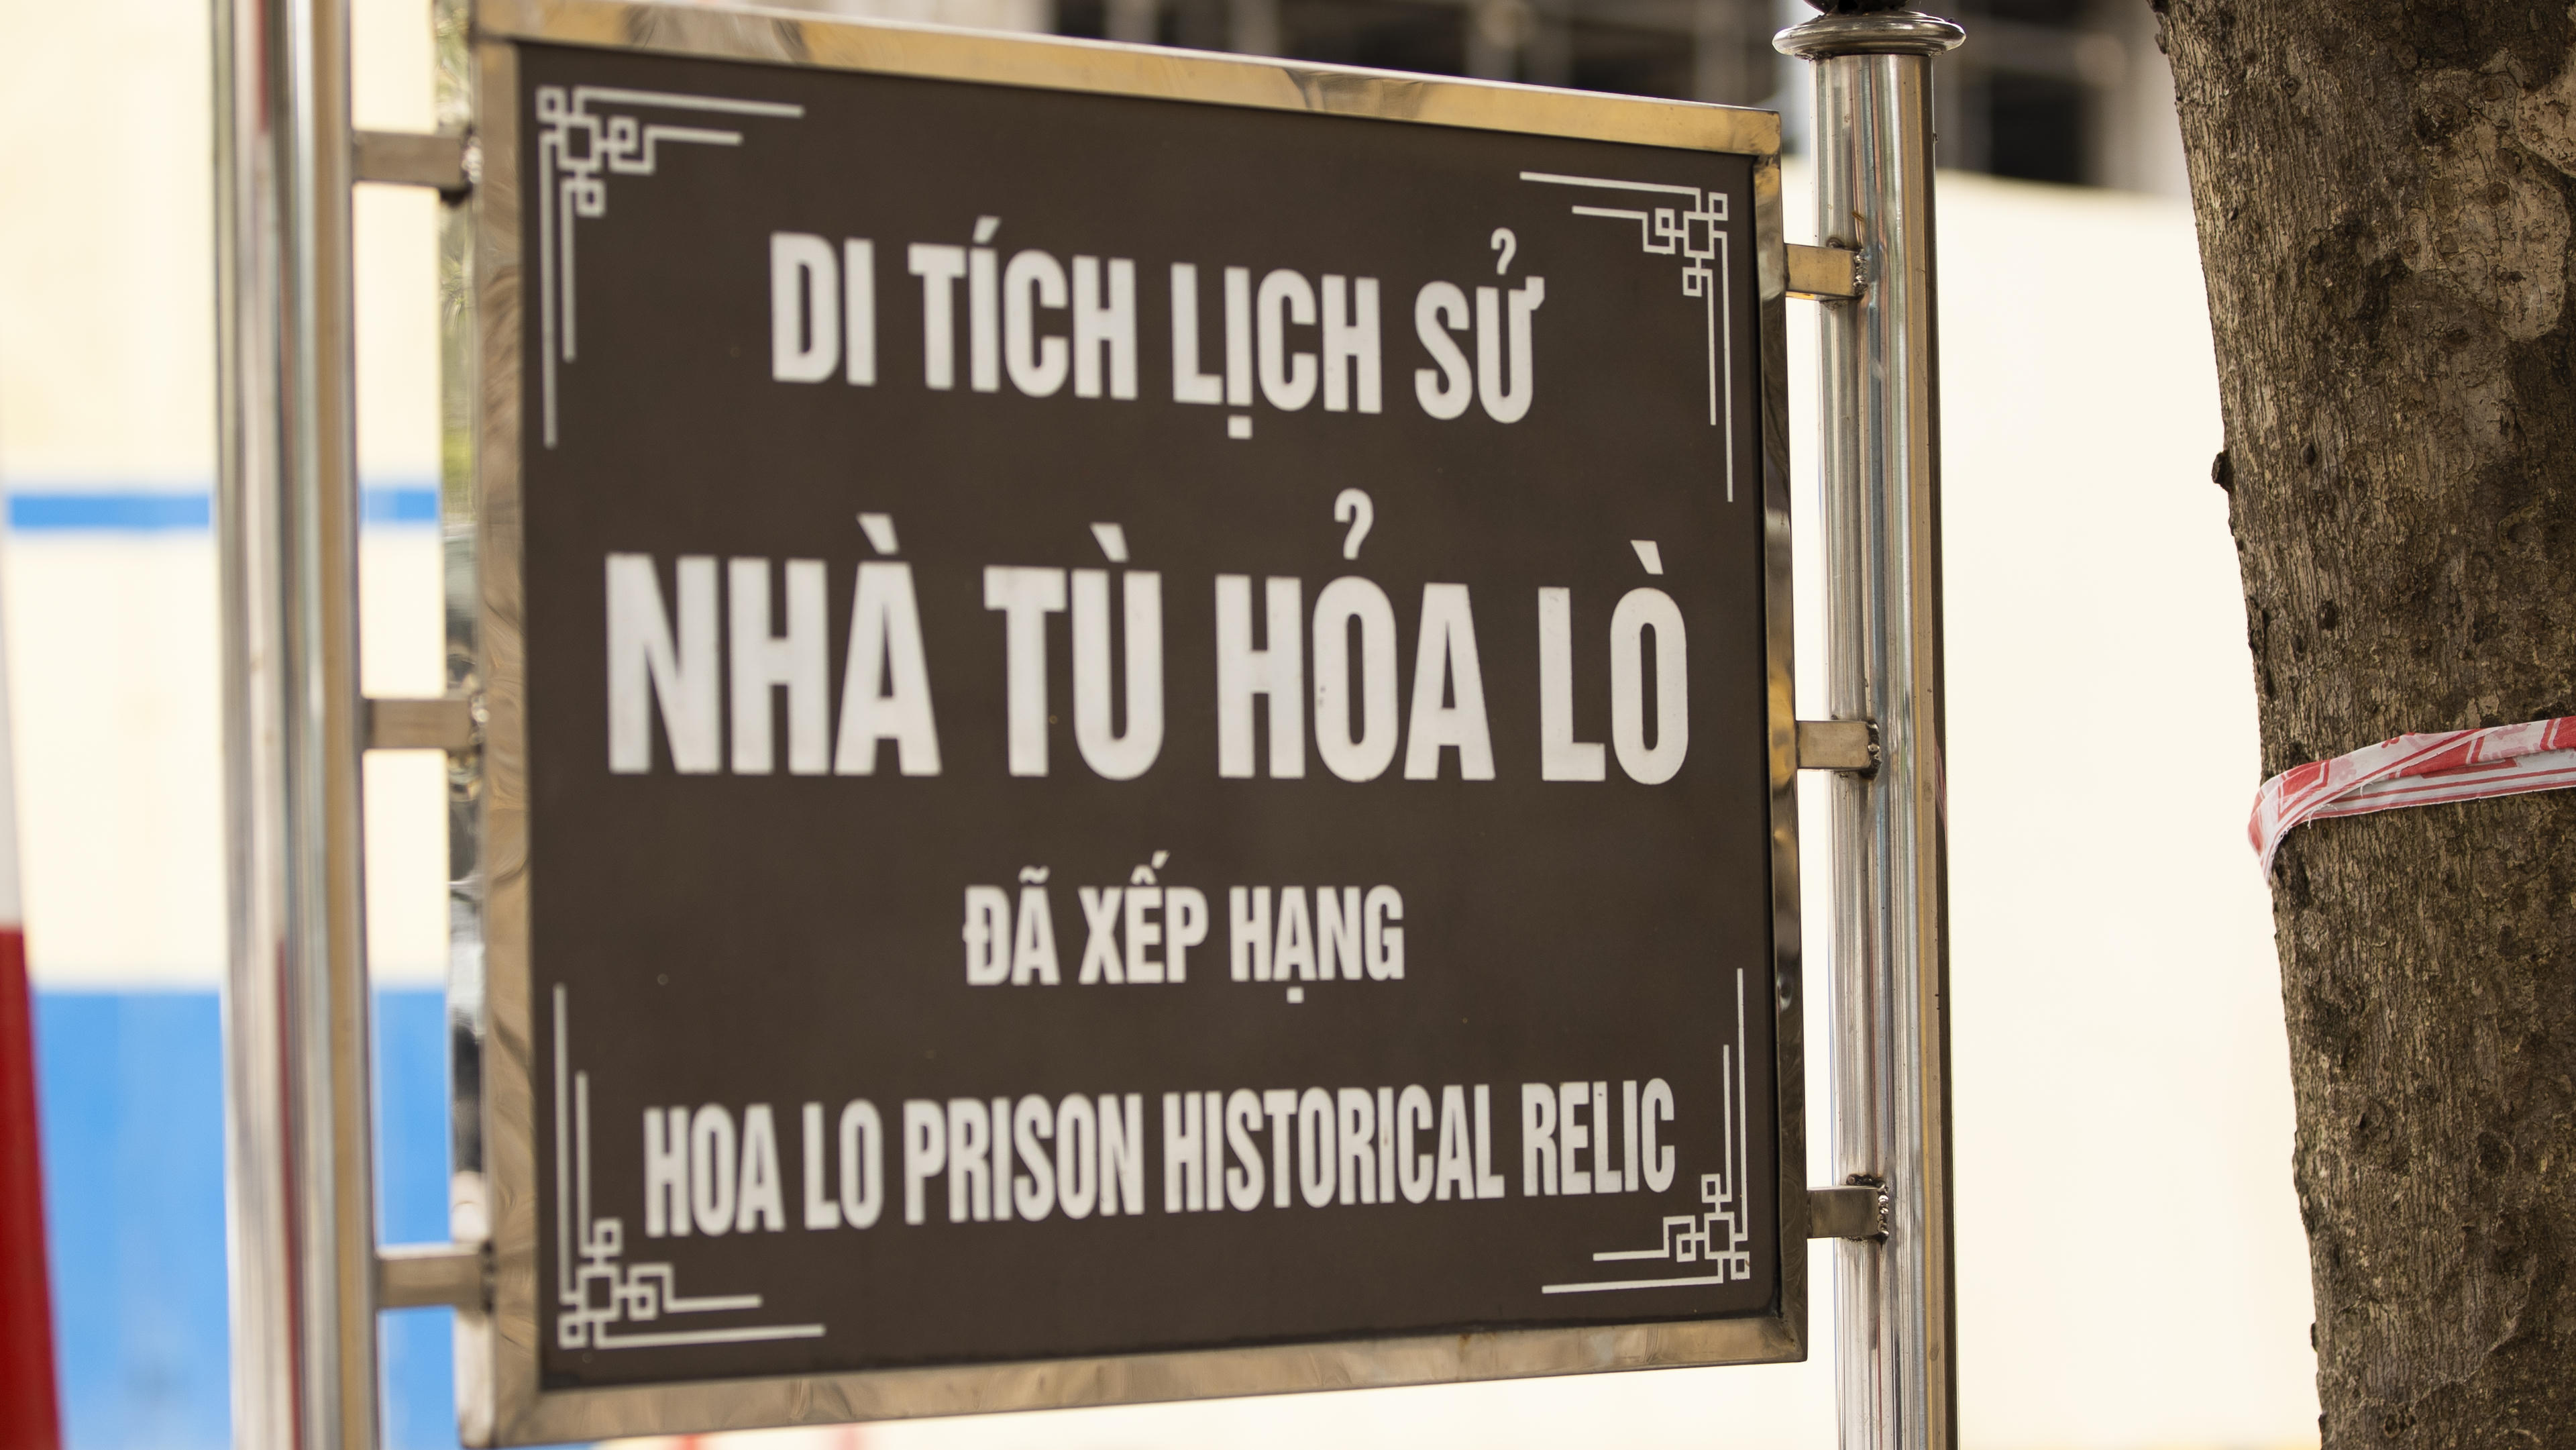 DI TÍCH LỊCH SỬ
NHÀ TÙ HỎA LÒ
ĐÃ XẾP HẠNG
HOA LO PRISON HISTORICAL RELIC